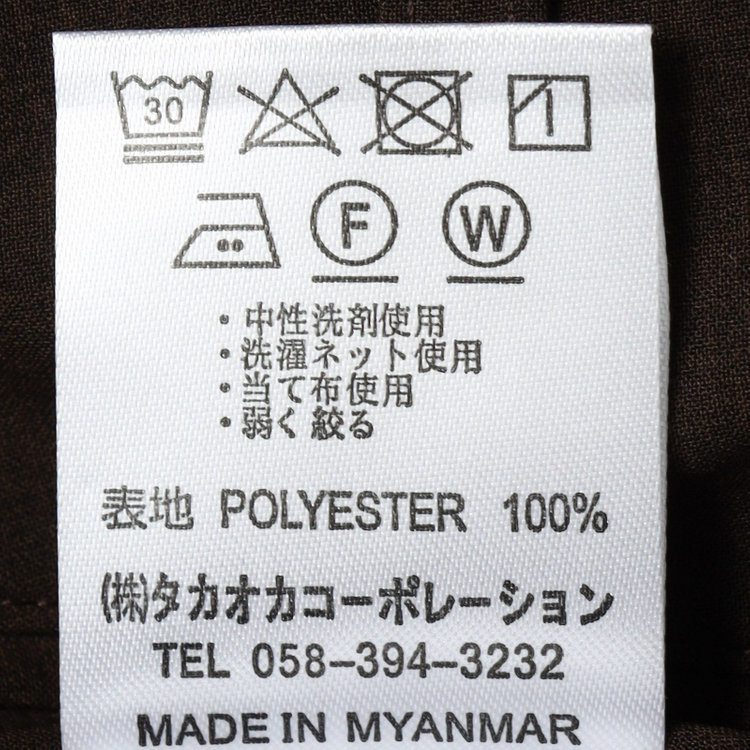 30
F W
・中性洗剤使用
・洗濯ネット使用
・当て布使用
・弱く絞る
表地 POLYESTER 100%
(株)タカオカコーポレーション
TEL 058-394-3232
MADE IN MYANMAR